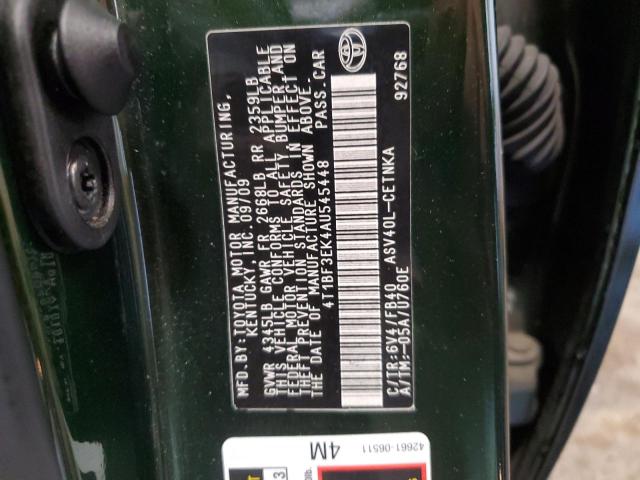 MFD. BY: TOYOTA MOTOR MANUFACTURING,
KENTUCKY INC. 09/09
GVWR 4345LB GAWR FR 2668LB RR 2359LB
THIS VEHICLE CONFORMS TO ALL APPLICABLE
FEDERAL MOTOR VEHICLE SAFETY, BUMPER AND
THEFT PREVENTION STANDARDS IN EFFECT ON
THE DATE OF MANUFACTURE SHOWN ABOVE.
4T1BF3EK4AU545448 PASS. CAR
C/TR: 6V4 /FB40 ASV40L-CETNKA
A/TM: -05A/U760E
92768
42661-06511
4M